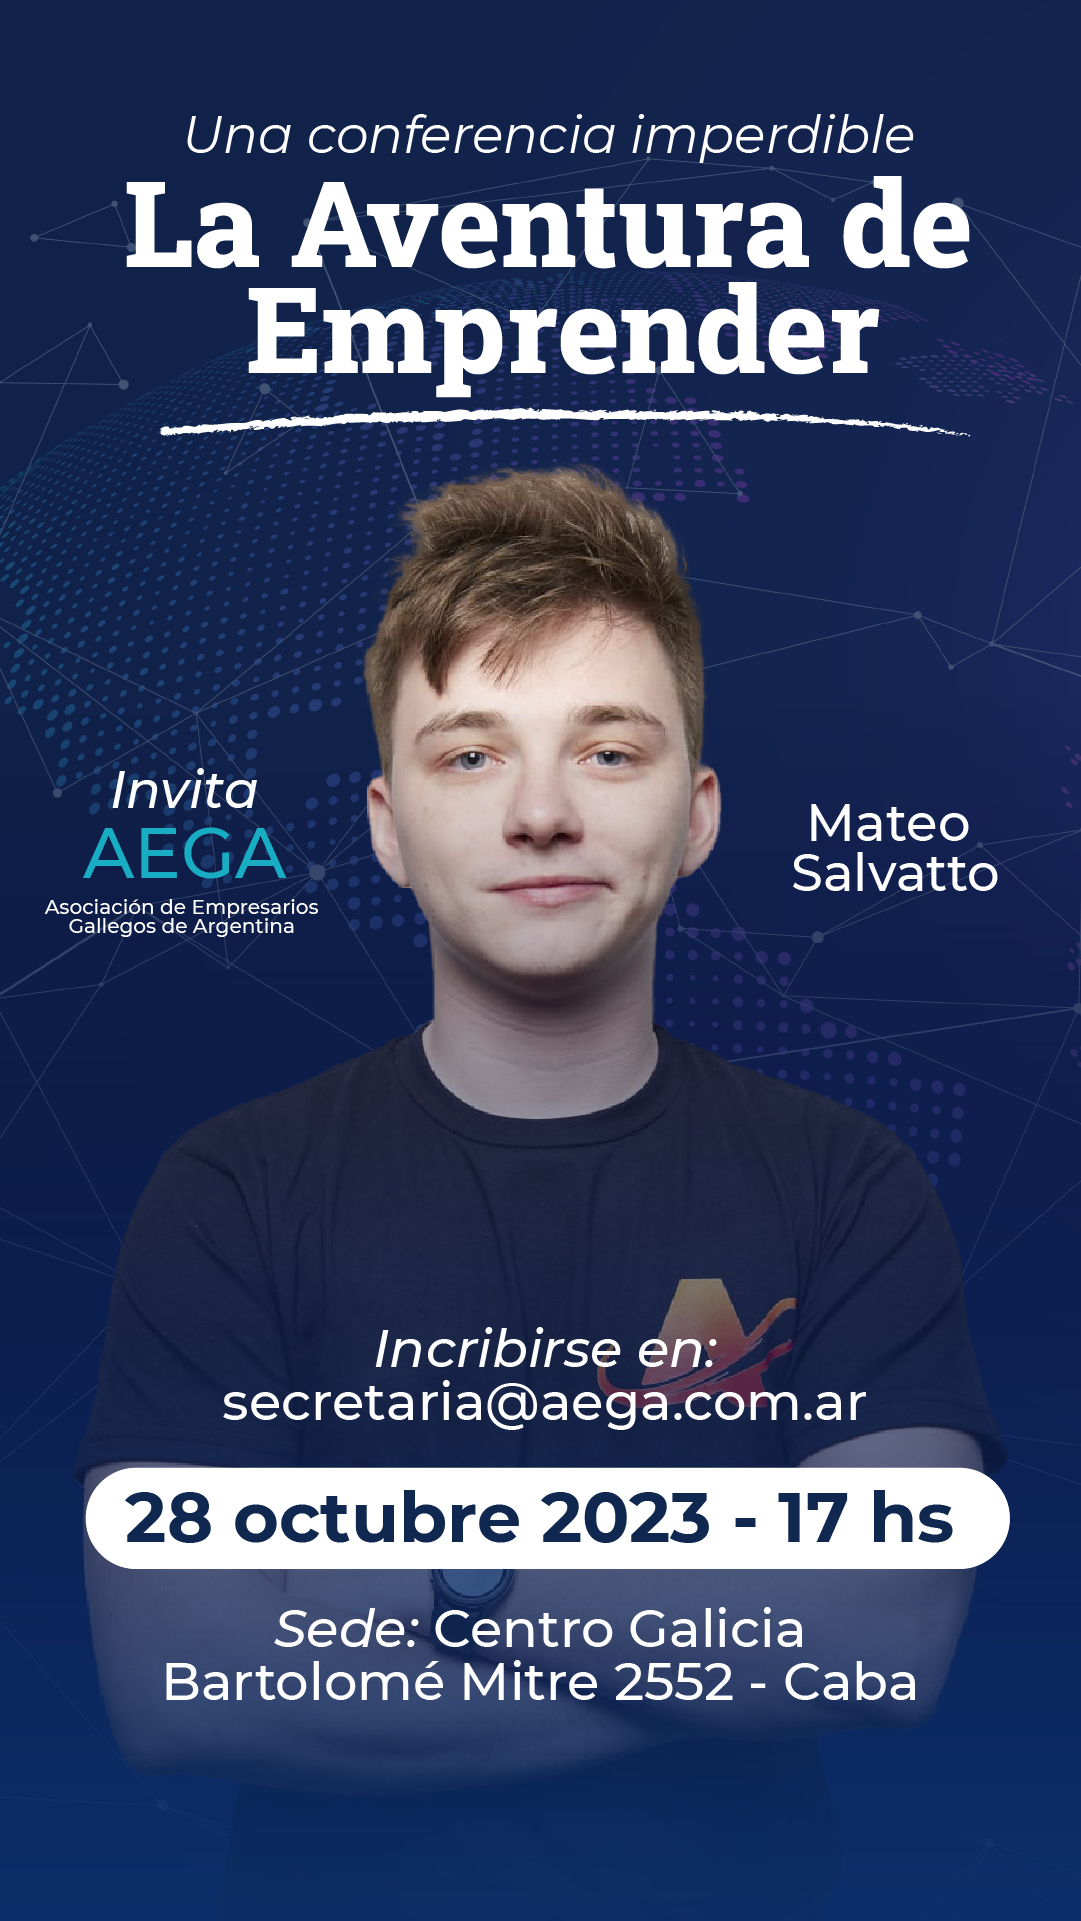 Una conferencia imperdible
La Aventura de
Emprender
Invita
AEGA
Asociación de Empresarios
Gallegos de Argentina
Mateo
Salvatto
Incribirse en:
secretaria@aega.com.ar
28 octubre 2023 - 17 hs
Sede: Centro Galicia
Bartolomé Mitre 2552 - Caba